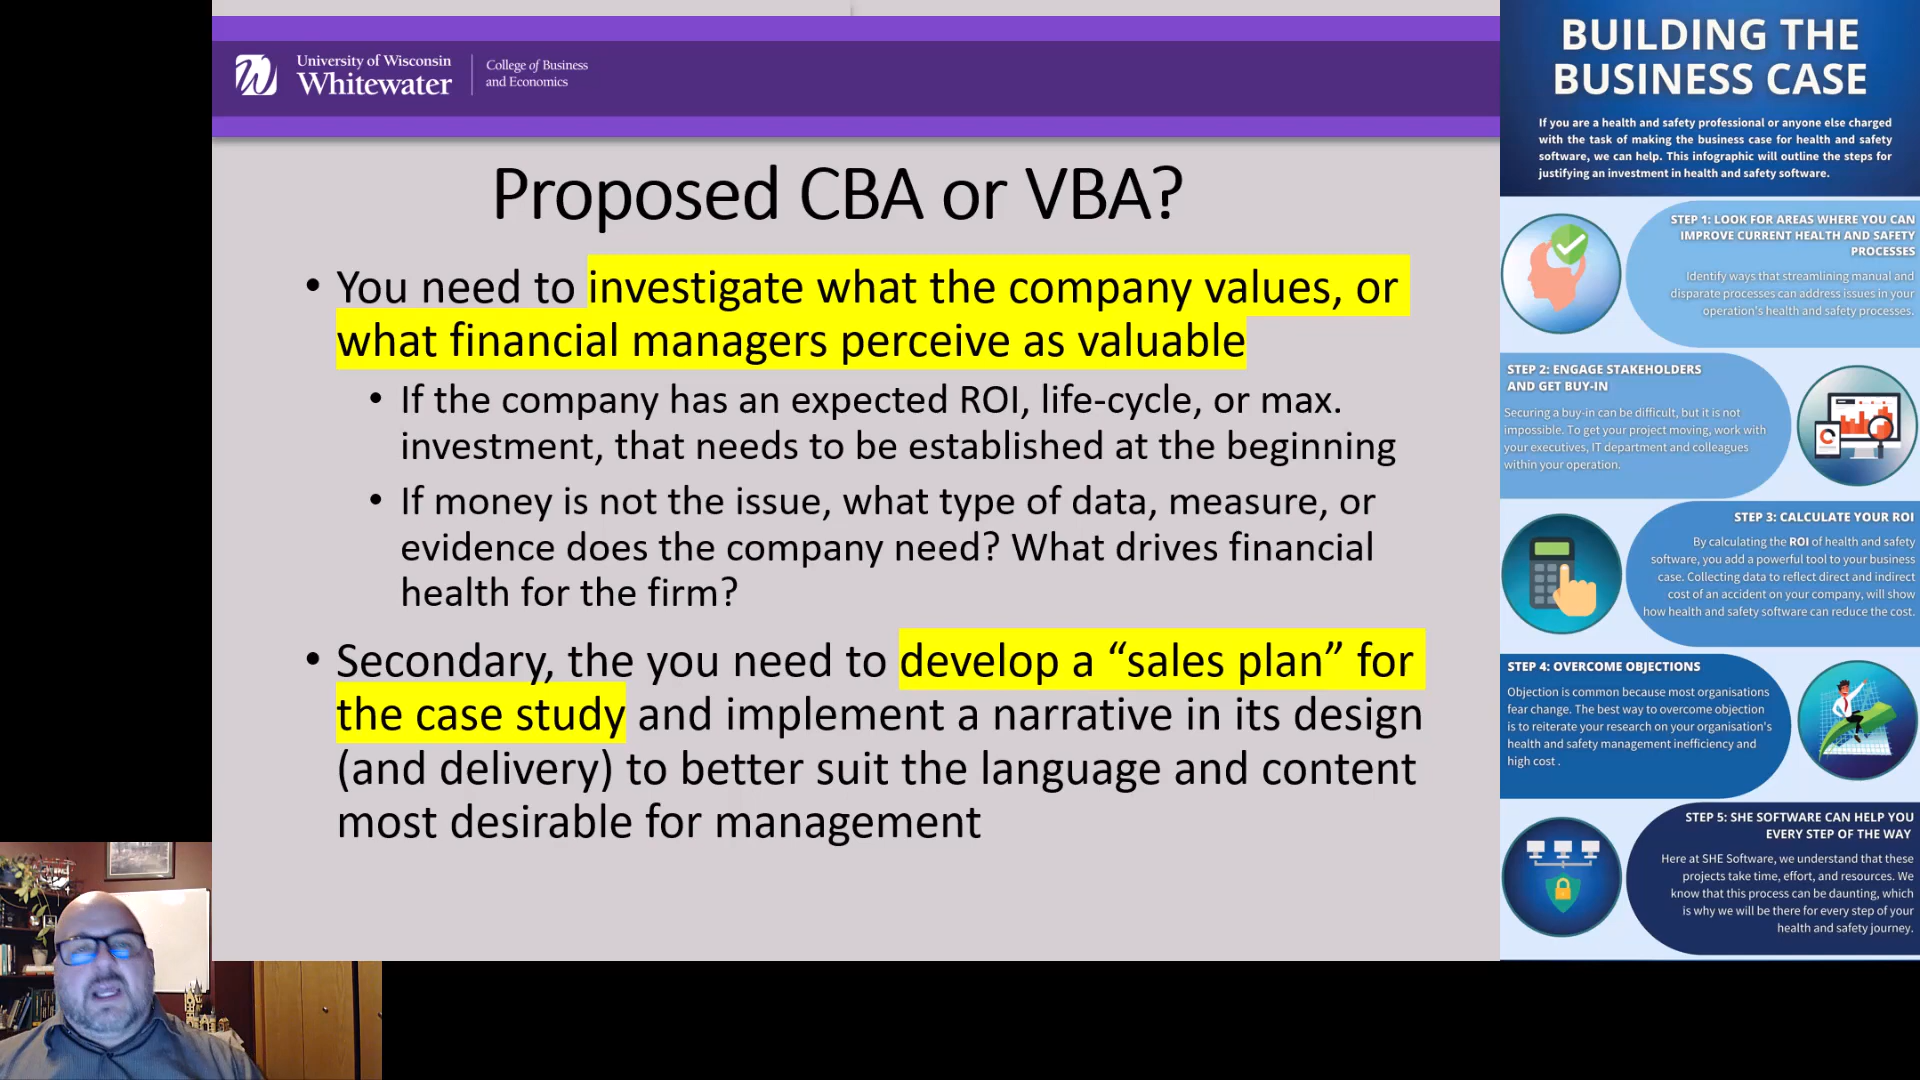 University of Wisconsin
Whitewater
College of Business
and Economics
Proposed CBA or VBA?
• You need to investigate what the company values, or
what financial managers perceive as valuable
• If the company has an expected ROI, life-cycle, or max.
investment, that needs to be established at the beginning
• If money is not the issue, what type of data, measure, or
evidence does the company need? What drives financial
health for the firm?
• Secondary, the you need to develop a “sales plan” for
the case study and implement a narrative in its design
(and delivery) to better suit the language and content
most desirable for management
BUILDING THE
BUSINESS CASE
If you are a health and safety professional or anyone else charged
with the task of making the business case for health and safety
software, we can help. This infographic will outline the steps for
justifying an investment in health and safety software.
STEP 1: LOOK FOR AREAS WHERE YOU CAN
IMPROVE CURRENT HEALTH AND SAFETY
PROCESSES
Identify ways that streamlining manual and
disparate processes can address issues in your
operation's health and safety processes.
STEP 2: ENGAGE STAKEHOLDERS
AND GET BUY-IN
Securing a buy-in can be difficult, but it is not
impossible. To get your project moving, work with
your executives, IT department and colleagues
within your operation.
STEP 3: CALCULATE YOUR ROI
By calculating the ROI of health and safety
software, you add a powerful tool to your business
case. Collecting data to reflect direct and indirect
cost of an accident on your company, will show
how health and safety software can reduce the cost.
STEP 4: OVERCOME OBJECTIONS
Objection is common because most organisations
fear change. The best way to overcome objection
is to reiterate your research on your organisation's
health and safety management inefficiency and
high cost .
STEP 5: SHE SOFTWARE CAN HELP YOU
EVERY STEP OF THE WAY
Here at SHE Software, we understand that these
projects take time, effort, and resources. We
know that this process can be daunting, which
is why we will be there for every step of your
health and safety journey.